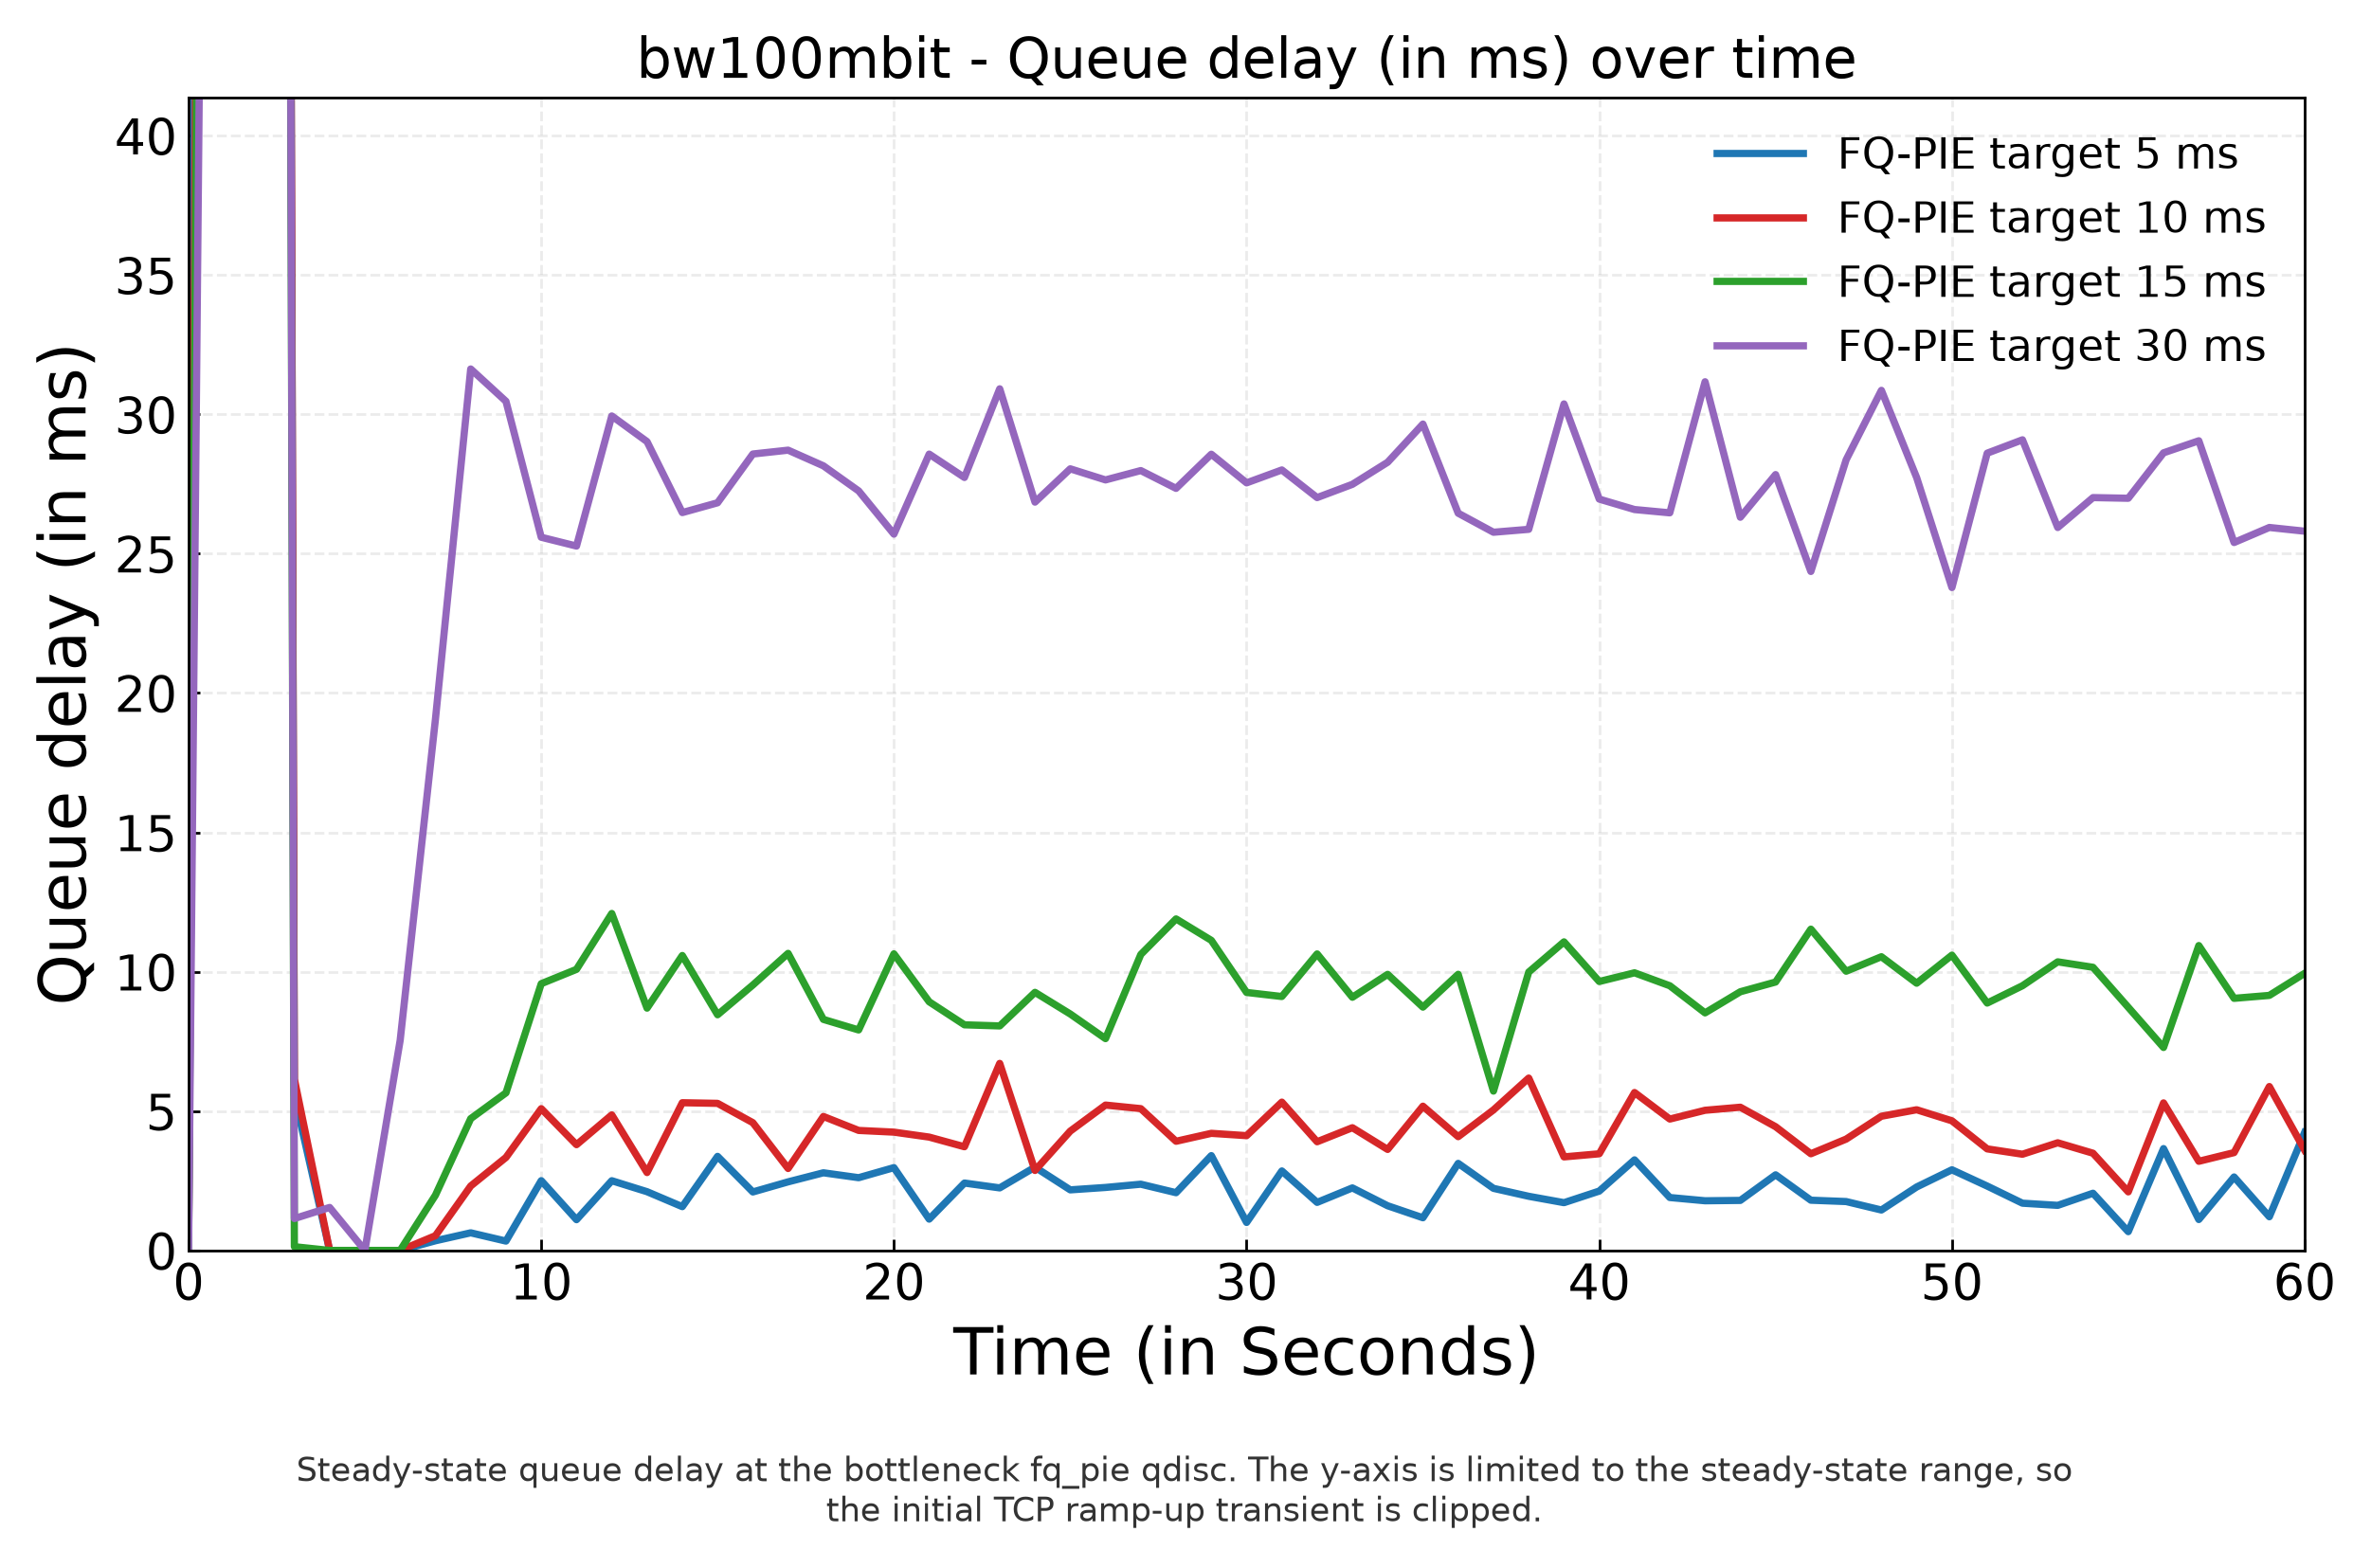 bw100mbit - Queue delay (in ms) over time
Queue delay (in ms)
40
35
30
25
20
15
10
5
0
FQ-PIE target 5 ms
FQ-PIE target 10 ms
FQ-PIE target 15 ms
FQ-PIE target 30 ms
0 10 20 30 40 50 60
Time (in Seconds)
Steady-state queue delay at the bottleneck fq_pie qdisc. The y-axis is limited to the steady-state range, so
the initial TCP ramp-up transient is clipped.